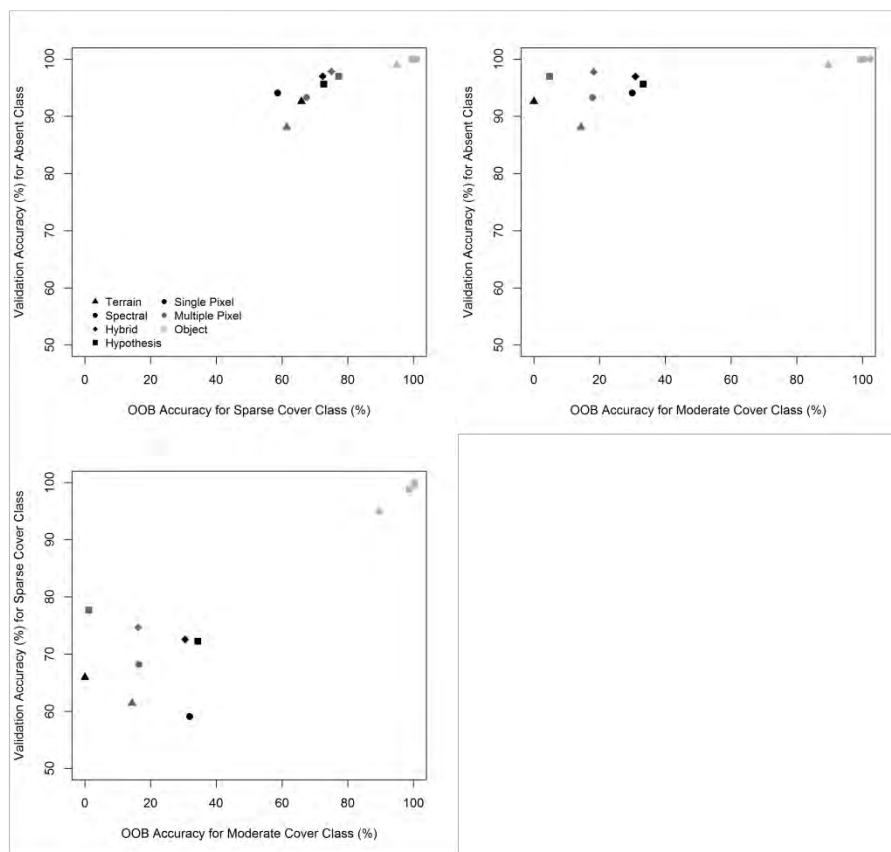 Validation Accuracy (%) for Absent Class
100
90
80
70
60
50
Terrain Single Pixel
Spectral Multiple Pixel
Hybrid Object
Hypothesis
0 20 40 60 80 100
OOB Accuracy for Sparse Cover Class (%)
Validation Accuracy (%) for Absent Class
100
90
80
70
60
50
0 20 40 60 80 100
OOB Accuracy for Moderate Cover Class (%)
Validation Accuracy (%) for Sparse Cover Class
100
90
80
70
60
50
0 20 40 60 80 100
OOB Accuracy for Moderate Cover Class (%)